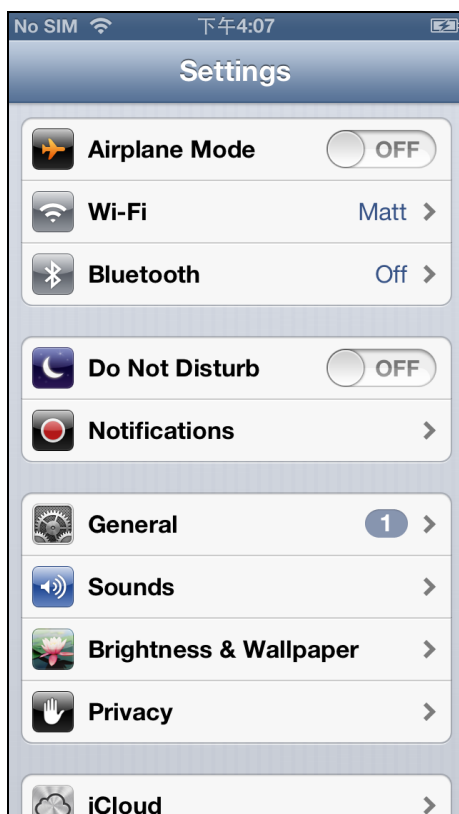 No SIM 下午4:07
Settings
Airplane Mode OFF
Wi-Fi Matt
Bluetooth Off
Do Not Disturb OFF
Notifications
General 1
Sounds
Brightness & Wallpaper
Privacy
iCloud